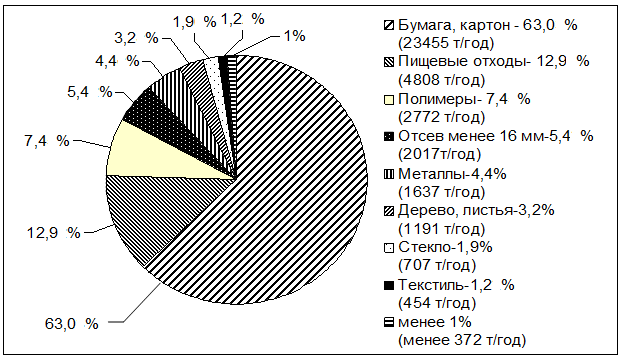 1,9 %
1,2 %
1%
3,2 %
4,4 %
5,4 %
7,4 %
12,9 %
63,0 %
Бумага, картон - 63,0 %
(23455 т/год)
Пищевые отходы- 12,9 %
(4808 т/год)
Полимеры- 7,4 %
(2772 т/год)
Отсев менее 16 мм-5,4 %
(2017т/год)
Металлы-4,4%
(1637 т/год)
Дерево, листья-3,2%
(1191 т/год)
Стекло-1,9%
(707 т/год)
Текстиль-1,2 %
(454 т/год)
менее 1%
(менее 372 т/год)